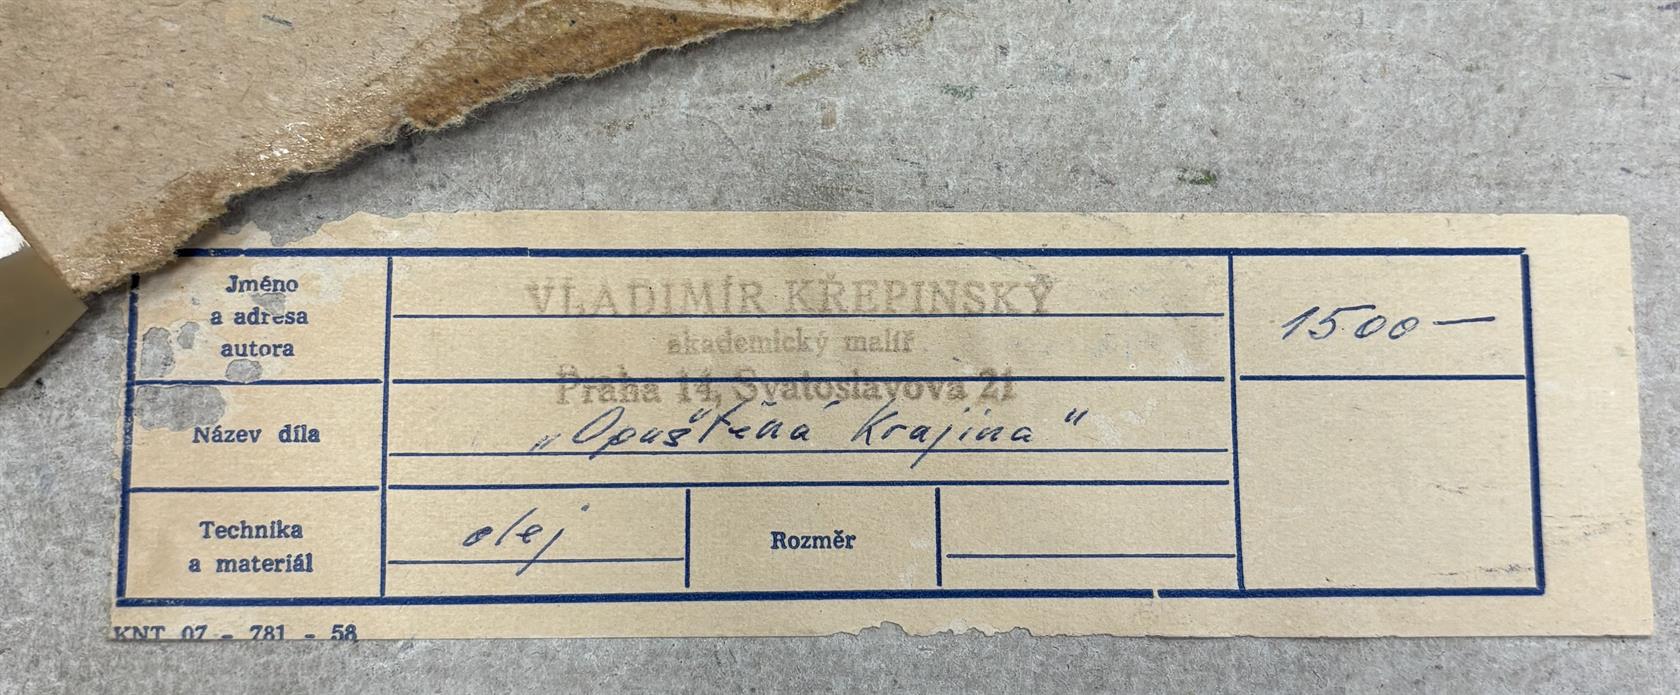 Jméno
a adresa
autora
VLADIMÍR KŘEPINSKÝ
akademický malíř
Praha 14, Svatoslavova 21
1500—
Název díla
„Opuštěná Krajina"
Technika
a materiál
olej
Rozměr
KNT 07 - 781 - 58